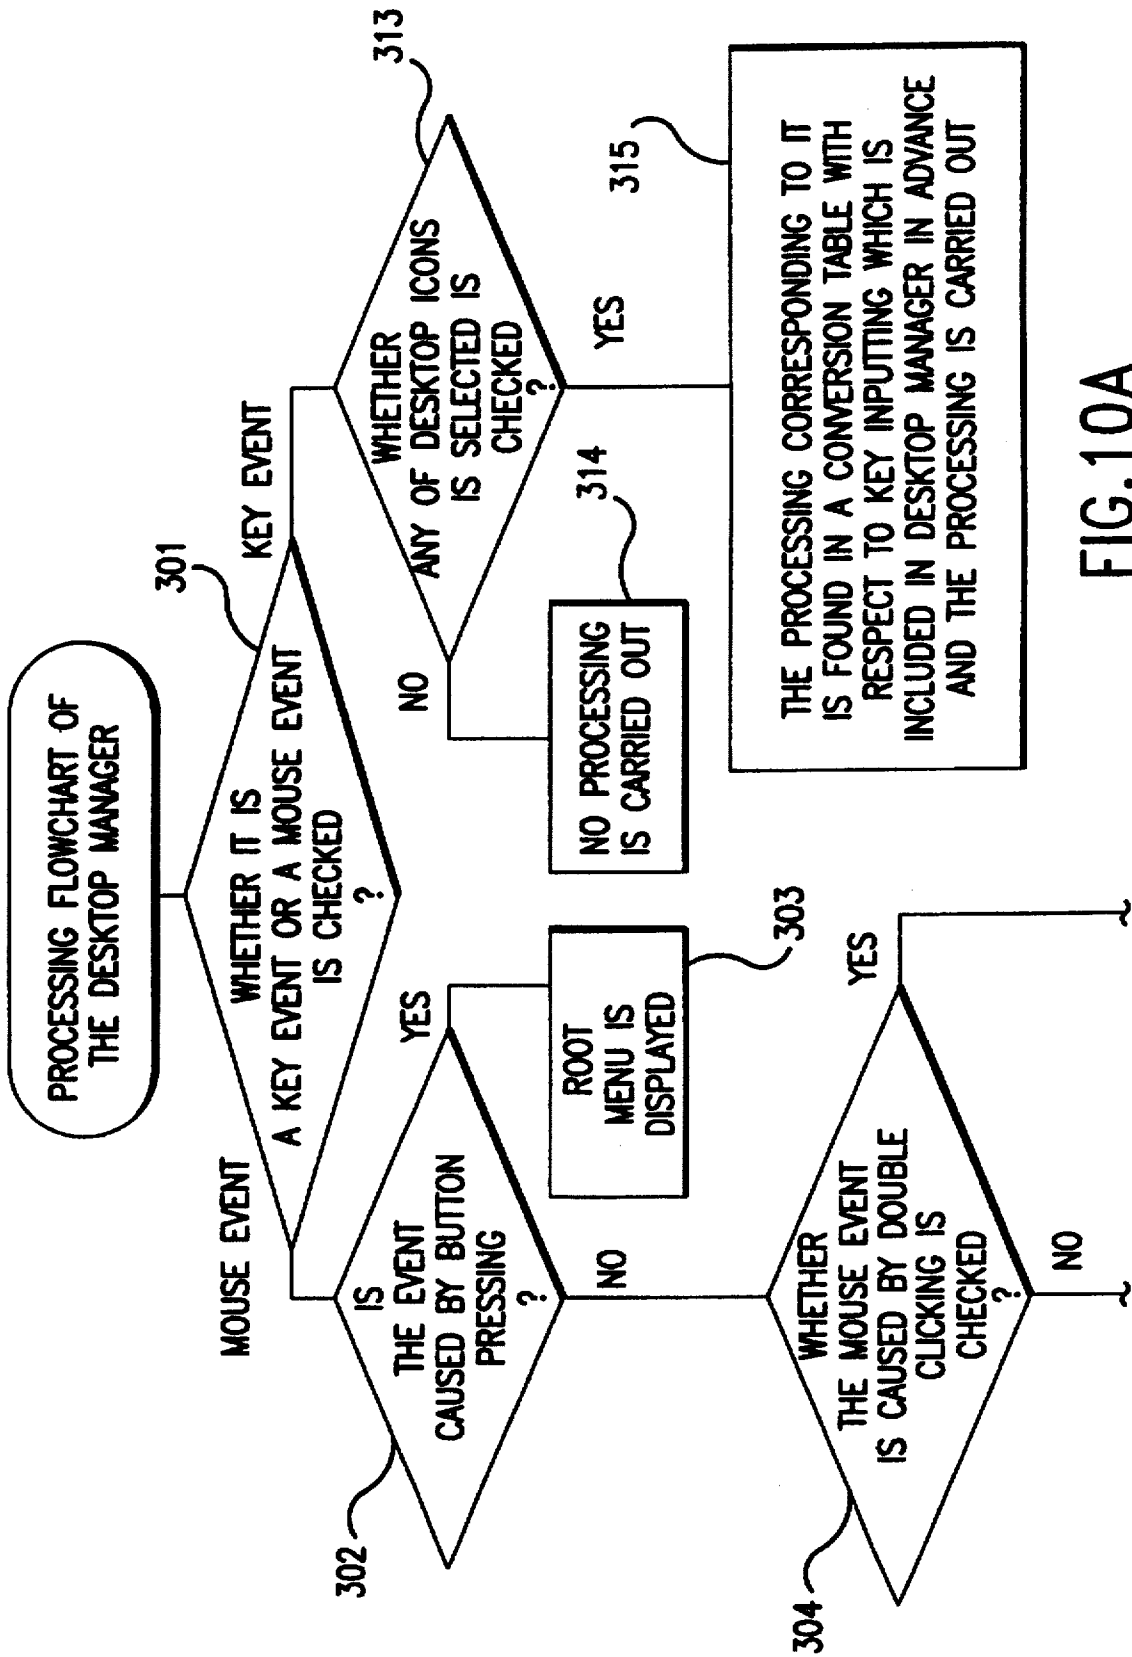 PROCESSING FLOWCHART OF
THE DESKTOP MANAGER
301
WHETHER IT IS
A KEY EVENT OR A MOUSE EVENT
IS CHECKED
?
MOUSE EVENT
KEY EVENT
302
IS
THE EVENT
CAUSED BY BUTTON
PRESSING
?
YES
NO
303
ROOT
MENU IS
DISPLAYED
313
WHETHER
ANY OF DESKTOP ICONS
IS SELECTED IS
CHECKED
?
NO
YES
314
NO PROCESSING
IS CARRIED OUT
315
THE PROCESSING CORRESPONDING TO IT
IS FOUND IN A CONVERSION TABLE WITH
RESPECT TO KEY INPUTTING WHICH IS
INCLUDED IN DESKTOP MANAGER IN ADVANCE
AND THE PROCESSING IS CARRIED OUT
304
WHETHER
THE MOUSE EVENT
IS CAUSED BY DOUBLE
CLICKING IS
CHECKED
?
YES
NO
FIG.10A